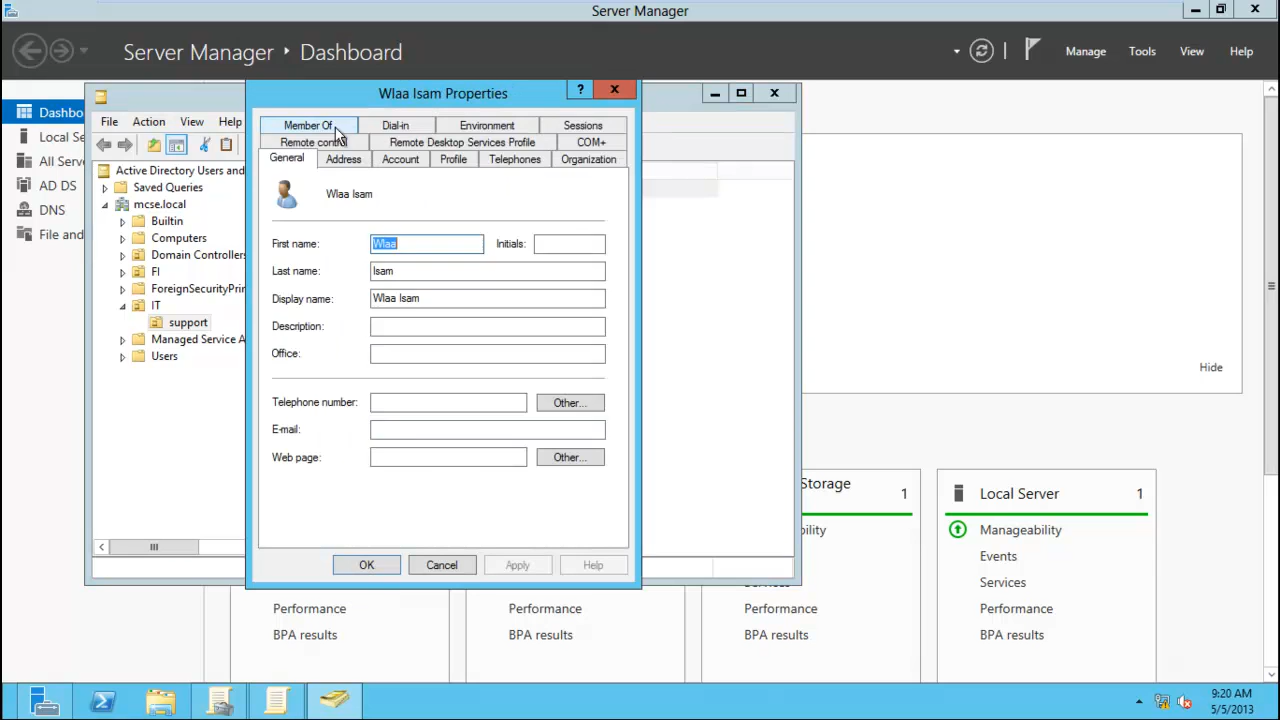 Server Manager
Server Manager ‣ Dashboard
Manage Tools View Help
Dashbo
Local Se
All Serve
AD DS
DNS
File and
File Action View Help
Active Directory Users and
Saved Queries
mcse.local
Builtin
Computers
Domain Controllers
FI
ForeignSecurityPrin
IT
support
Managed Service A
Users
Wlaa Isam Properties
?
Member Of Dial-in Environment Sessions
Remote control Remote Desktop Services Profile COM+
General Address Account Profile Telephones Organization
Wlaa Isam
First name: Wlaa Initials:
Last name: Isam
Display name: Wlaa Isam
Description:
Office:
Telephone number: Other...
E-mail:
Web page: Other...
OK Cancel Apply Help
Hide
Storage 1
Local Server 1
bility
Manageability
Events
Services
Performance
BPA results
Performance
BPA results
Performance
BPA results
Performance
BPA results
9:20 AM
5/5/2013